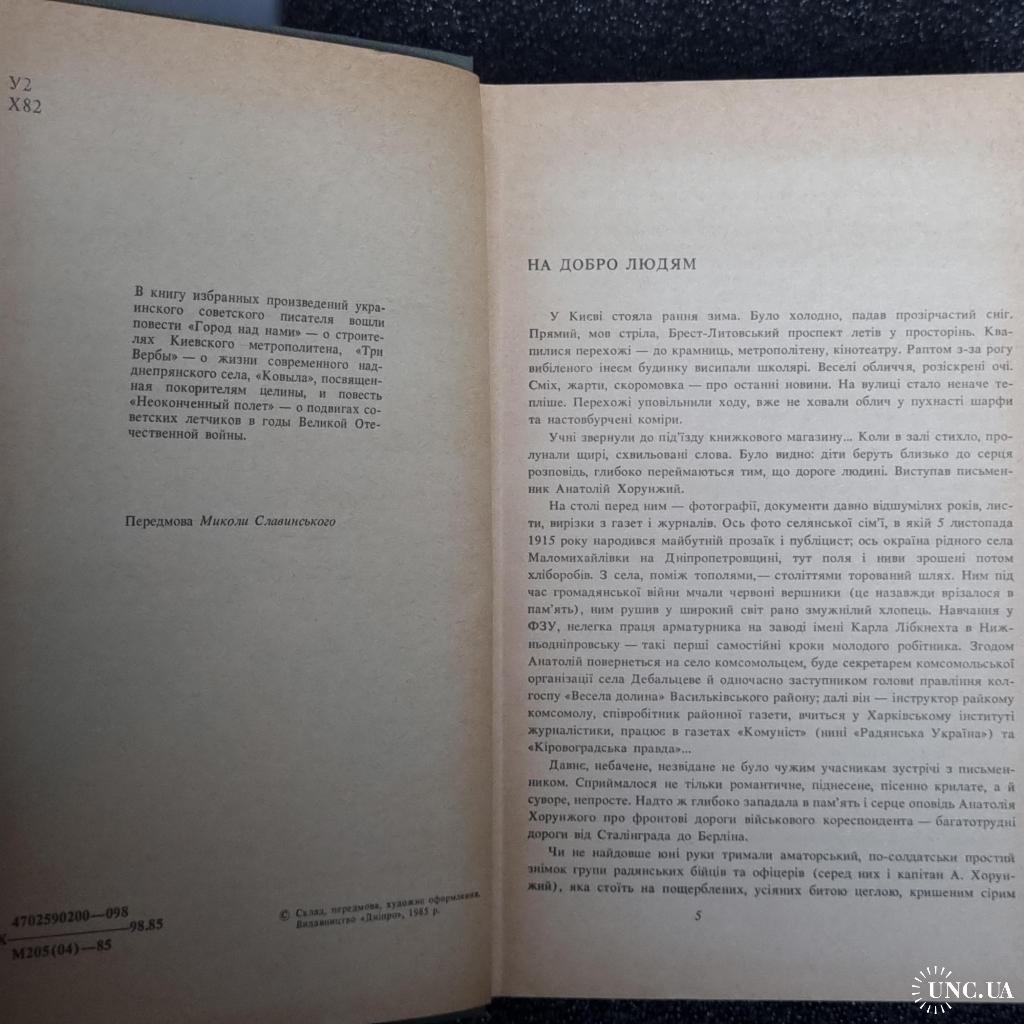 У2
Х82
В книгу избранных произведений укра-
инского советского писателя вошли
повести «Город над нами» — о строите-
лях Киевского метрополитена, «Три
Вербы» — о жизни современного над-
днепрянского села, «Ковыла», посвящен-
ная покорителям целины, и повесть
«Неоконченный полет» — о подвигах со-
ветских летчиков в годы Великой Оте-
чественной войны.
Передмова Миколи Славинського
4702590200—098
Х—————————98.85
М205(04)—85
© Склад, передмова, художнє оформлення.
Видавництво «Дніпро», 1985 р.
НА ДОБРО ЛЮДЯМ
У Києві стояла рання зима. Було холодно, падав прозірчастий сніг.
Прямий, мов стріла, Брест-Литовський проспект летів у просторінь. Ква-
пилися перехожі — до крамниць, метрополітену, кінотеатру. Раптом з-за рогу
вибіленого інеєм будинку висипали школярі. Веселі обличчя, розіскрені очі.
Сміх, жарти, скоромовка — про останні новини. На вулиці стало неначе те-
пліше. Перехожі уповільнили ходу, вже не ховали облич у пухнасті шарфи
та настовбурчені коміри.
Учні звернули до під'їзду книжкового магазину... Коли в залі стихло, про-
лунали щирі, схвильовані слова. Було видно: діти беруть близько до серця
розповідь, глибоко переймаються тим, що дороге людині. Виступав письмен-
ник Анатолій Хорунжий.
На столі перед ним — фотографії, документи давно відшумілих років, лис-
ти, вирізки з газет і журналів. Ось фото селянської сім'ї, в якій 5 листопада
1915 року народився майбутній прозаїк і публіцист; ось окраїна рідного села
Маломихайлівки на Дніпропетровщині, тут поля і ниви зрошені потом
хліборобів. З села, поміж тополями,— століттями торований шлях. Ним під
час громадянської війни мчали червоні вершники (це назавжди врізалося в
пам'ять), ним рушив у широкий світ рано змужнілий хлопець. Навчання у
ФЗУ, нелегка праця арматурника на заводі імені Карла Лібкнехта в Ниж-
ньодніпровську — такі перші самостійні кроки молодого робітника. Згодом
Анатолій повернеться на село комсомольцем, буде секретарем комсомольської
організації села Дебальцеве й одночасно заступником голови правління кол-
госпу «Весела долина» Васильківського району; далі він — інструктор райкому
комсомолу, співробітник районної газети, вчиться у Харківському інституті
журналістики, працює в газетах «Комуніст» (нині «Радянська Україна») та
«Кіровоградська правда»...
Давнє, небачене, незвідане не було чужим учасникам зустрічі з письмен-
ником. Сприймалося не тільки романтичне, піднесене, пісенно крилате, а й
суворе, непросте. Надто ж глибоко западала в пам'ять і серце оповідь Анатолія
Хорунжого про фронтові дороги військового кореспондента — багатотрудні
дороги від Сталінграда до Берліна.
Чи не найдовше юні руки тримали аматорський, по-солдатськи простий
знімок групи радянських бійців та офіцерів (серед них і капітан А. Хорун-
жий), яка стоїть на пощерблених, усіяних битою цеглою, кришеним сірим
5
UNC.UA